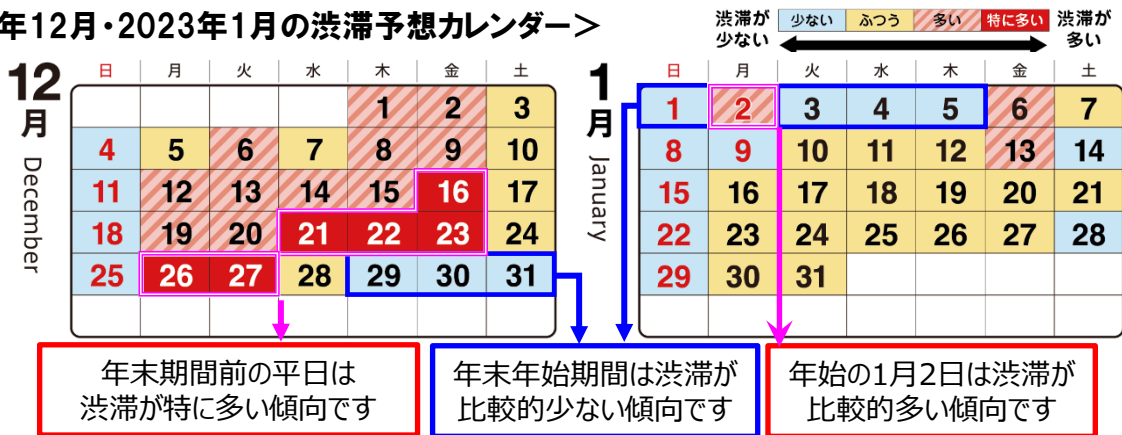 年12月・2023年1月の渋滞予想カレンダー＞
渋滞が
少ない
少ない ふつう 多い 特に多い
渋滞が
多い
12
月
December
日 月 火 水 木 金 土
1 2 3
4 5 6 7 8 9 10
11 12 13 14 15 16 17
18 19 20 21 22 23 24
25 26 27 28 29 30 31
1
月
January
日 月 火 水 木 金 土
1 2 3 4 5 6 7
8 9 10 11 12 13 14
15 16 17 18 19 20 21
22 23 24 25 26 27 28
29 30 31
年末期間前の平日は
渋滞が特に多い傾向です
年末年始期間は渋滞が
比較的少ない傾向です
年始の1月2日は渋滞が
比較的多い傾向です